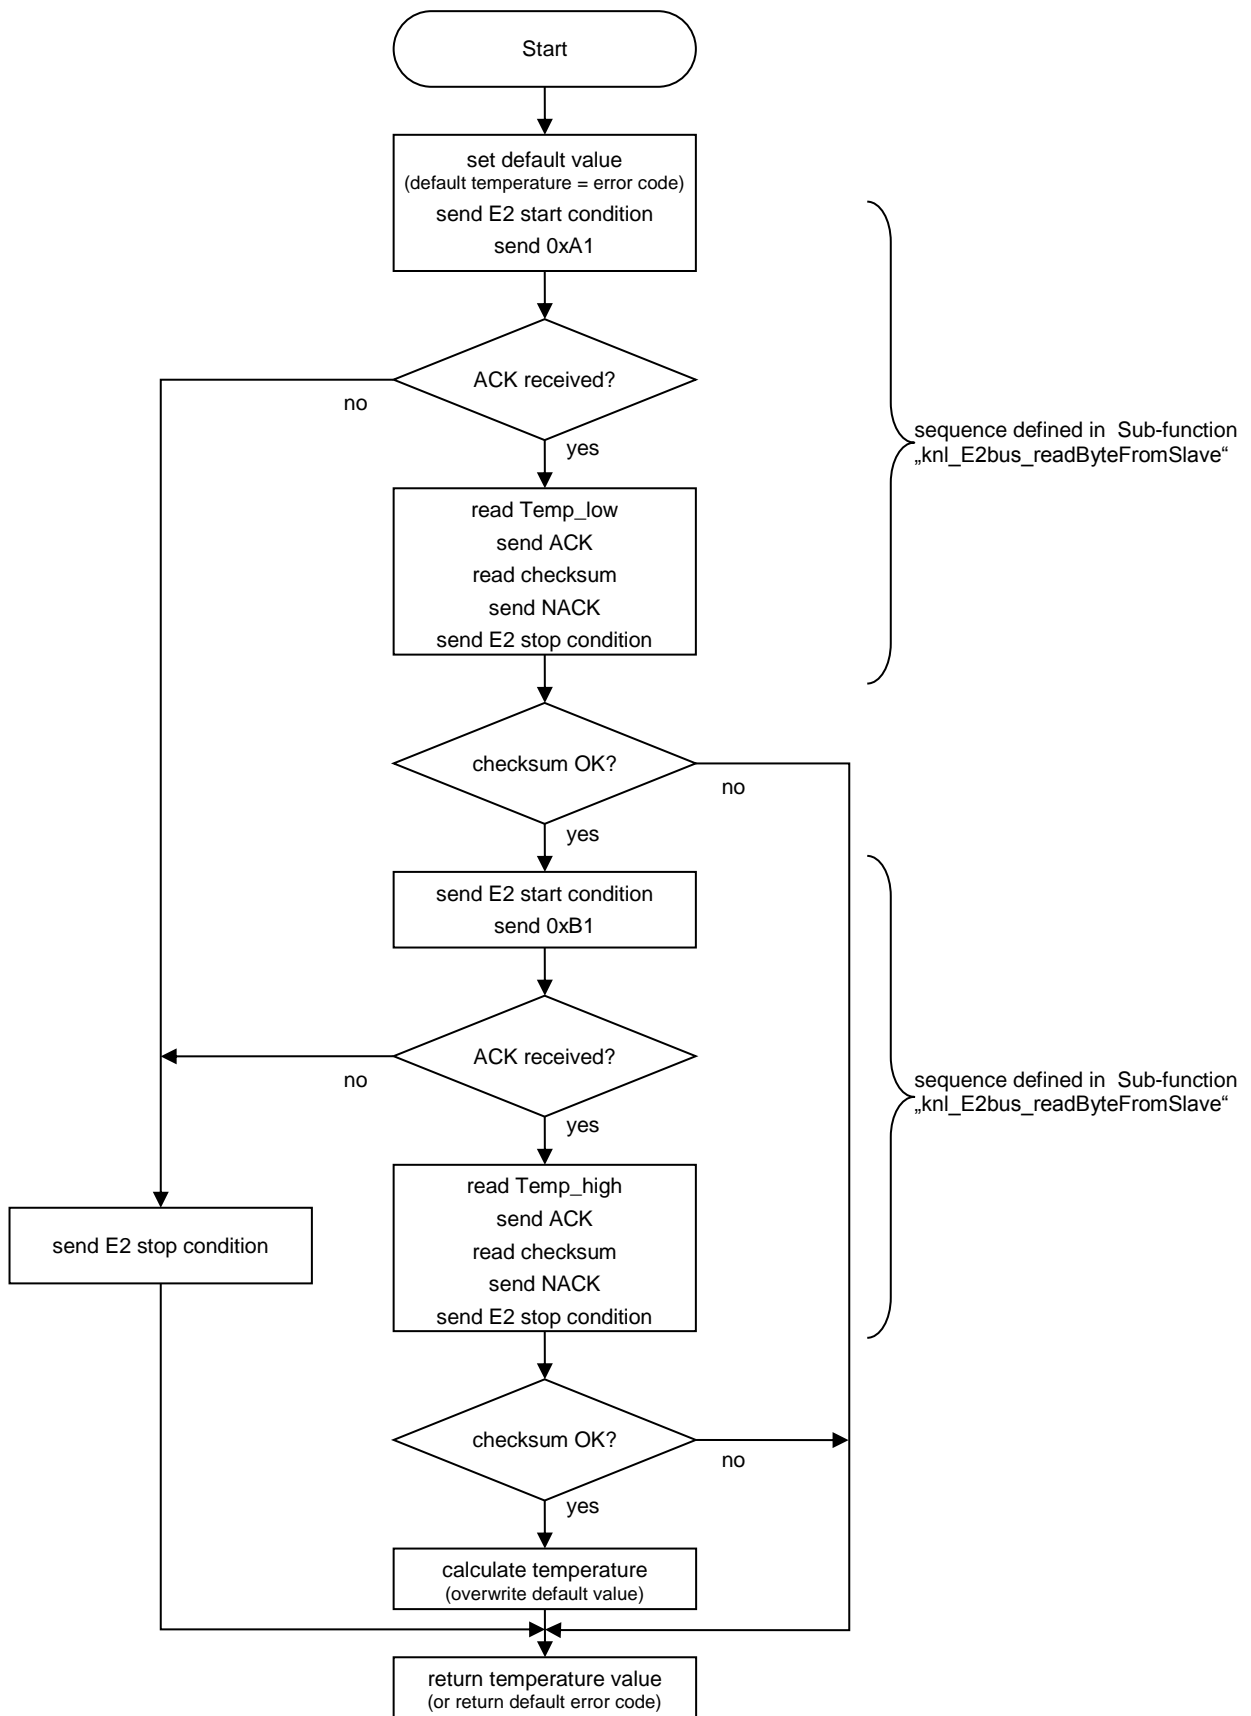 Start
set default value
(default temperature = error code)
send E2 start condition
send 0xA1
ACK received?
no
yes
sequence defined in  Sub-function
„knl_E2bus_readByteFromSlave“
read Temp_low
send ACK
read checksum
send NACK
send E2 stop condition
checksum OK?
no
yes
send E2 start condition
send 0xB1
ACK received?
no
yes
sequence defined in  Sub-function
„knl_E2bus_readByteFromSlave“
read Temp_high
send ACK
read checksum
send NACK
send E2 stop condition
send E2 stop condition
checksum OK?
no
yes
calculate temperature
(overwrite default value)
return temperature value
(or return default error code)